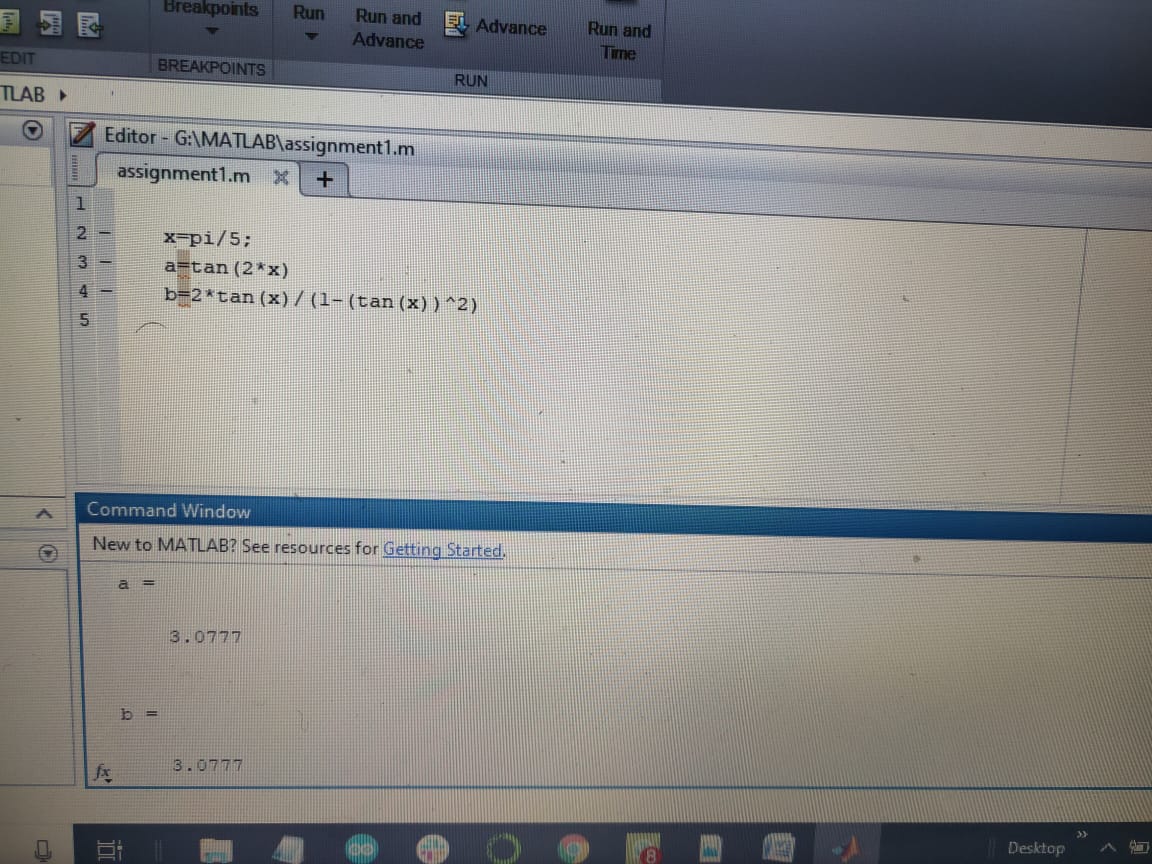 Breakpoints
Run
Run and
Advance
Advance
Run and
Time
EDIT
BREAKPOINTS
RUN
TLAB
Editor - G:\MATLAB\assignment1.m
assignment1.m
+
1
2 -
x=pi/5;
3 -
a=tan(2*x)
4 -
b=2*tan(x)/(1-(tan(x))^2)
5
Command Window
New to MATLAB? See resources for Getting Started.
a =
3.0777
b =
3.0777
fx
8
Desktop